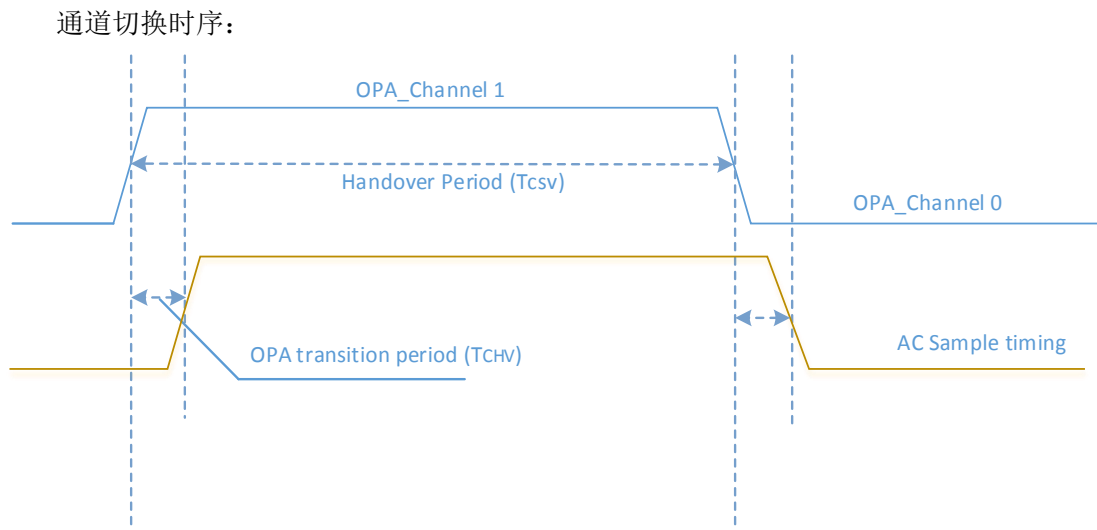 通道切换时序：
OPA_Channel 1
Handover Period (Tcsv)
OPA_Channel 0
OPA transition period (TCHV)
AC Sample timing